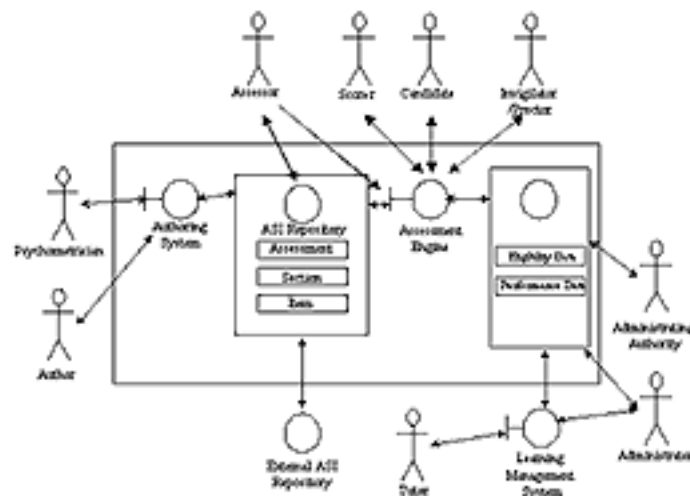 Assessor
Scorer
Candidate
Invigilator
/Proctor
Psychometrician
Authoring
System
ASI Repository
Assessment
Section
Item
Assessment
Engine
Eligibility Data
Performance Data
Author
Administrating
Authority
External ASI
Repository
Tutor
Learning
Management
System
Administrator